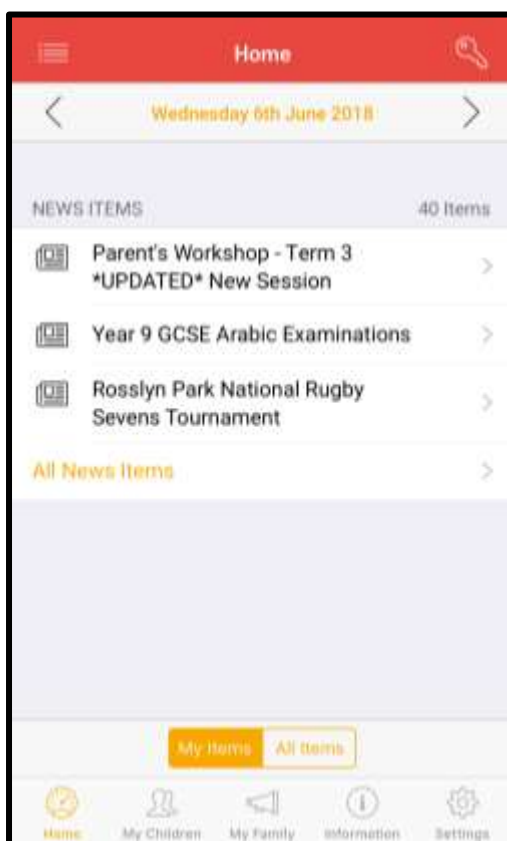 Home
Wednesday 6th June 2018
NEWS ITEMS 40 Items
Parent's Workshop - Term 3
*UPDATED* New Session
Year 9 GCSE Arabic Examinations
Rosslyn Park National Rugby
Sevens Tournament
All News Items
My Items All Items
Home My Children My Family Information Settings